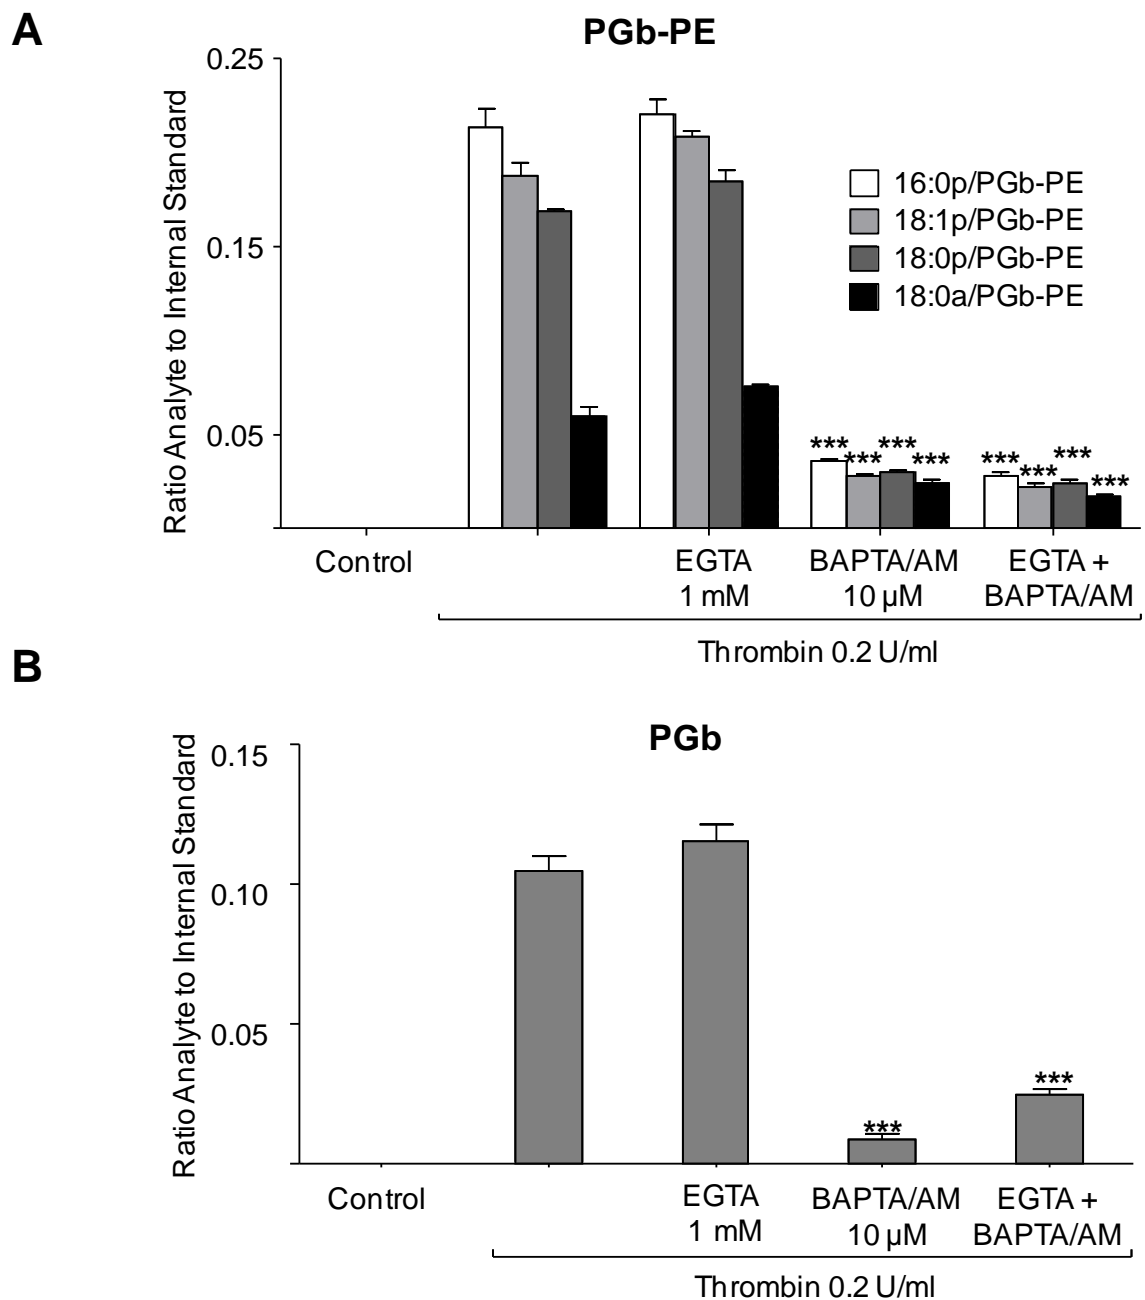 A
PGb-PE
Ratio Analyte to Internal Standard
0.25
0.15
0.05
16:0p/PGb-PE
18:1p/PGb-PE
18:0p/PGb-PE
18:0a/PGb-PE
*** *** *** ***
*** *** *** ***
Control
EGTA
1 mM
BAPTA/AM
10 µM
EGTA +
BAPTA/AM
Thrombin 0.2 U/ml
B
PGb
Ratio Analyte to Internal Standard
0.15
0.10
0.05
***
***
Control
EGTA
1 mM
BAPTA/AM
10 µM
EGTA +
BAPTA/AM
Thrombin 0.2 U/ml